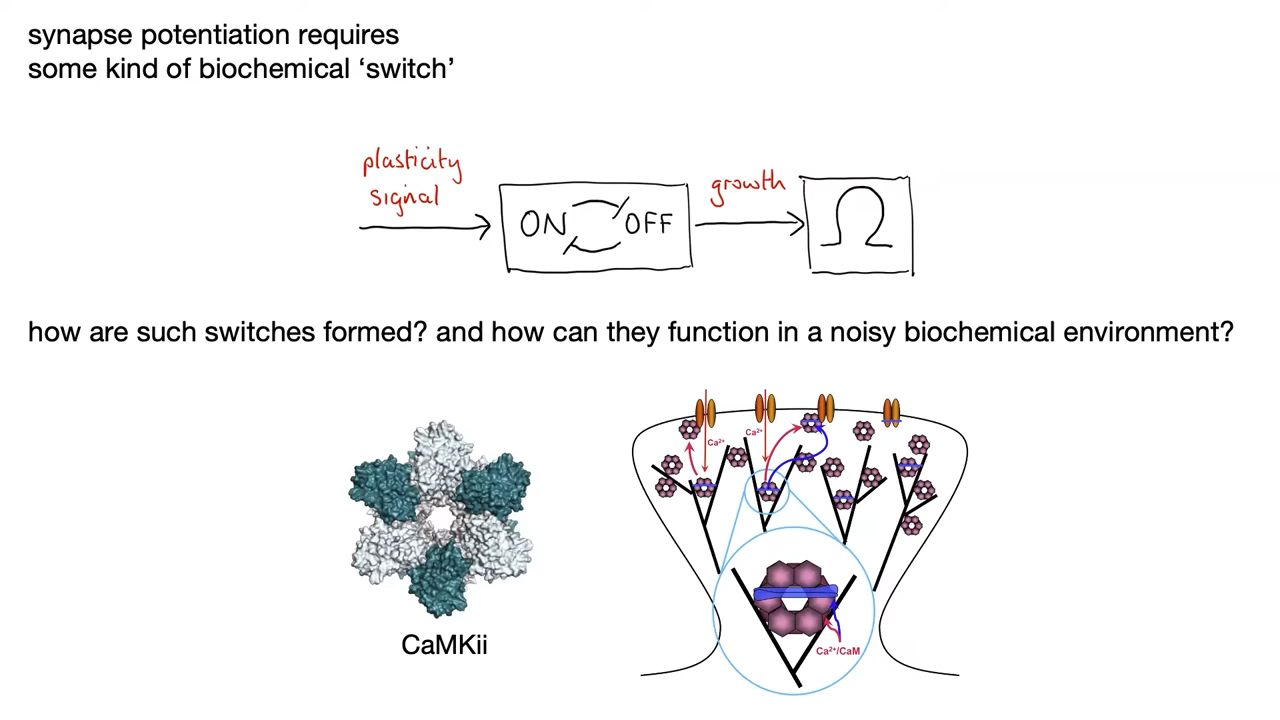 synapse potentiation requires
some kind of biochemical ‘switch’
plasticity
signal
ON
OFF
growth
Ω
how are such switches formed? and how can they function in a noisy biochemical environment?
Ca²⁺
Ca²⁺
CaMKii
Ca²⁺/CaM